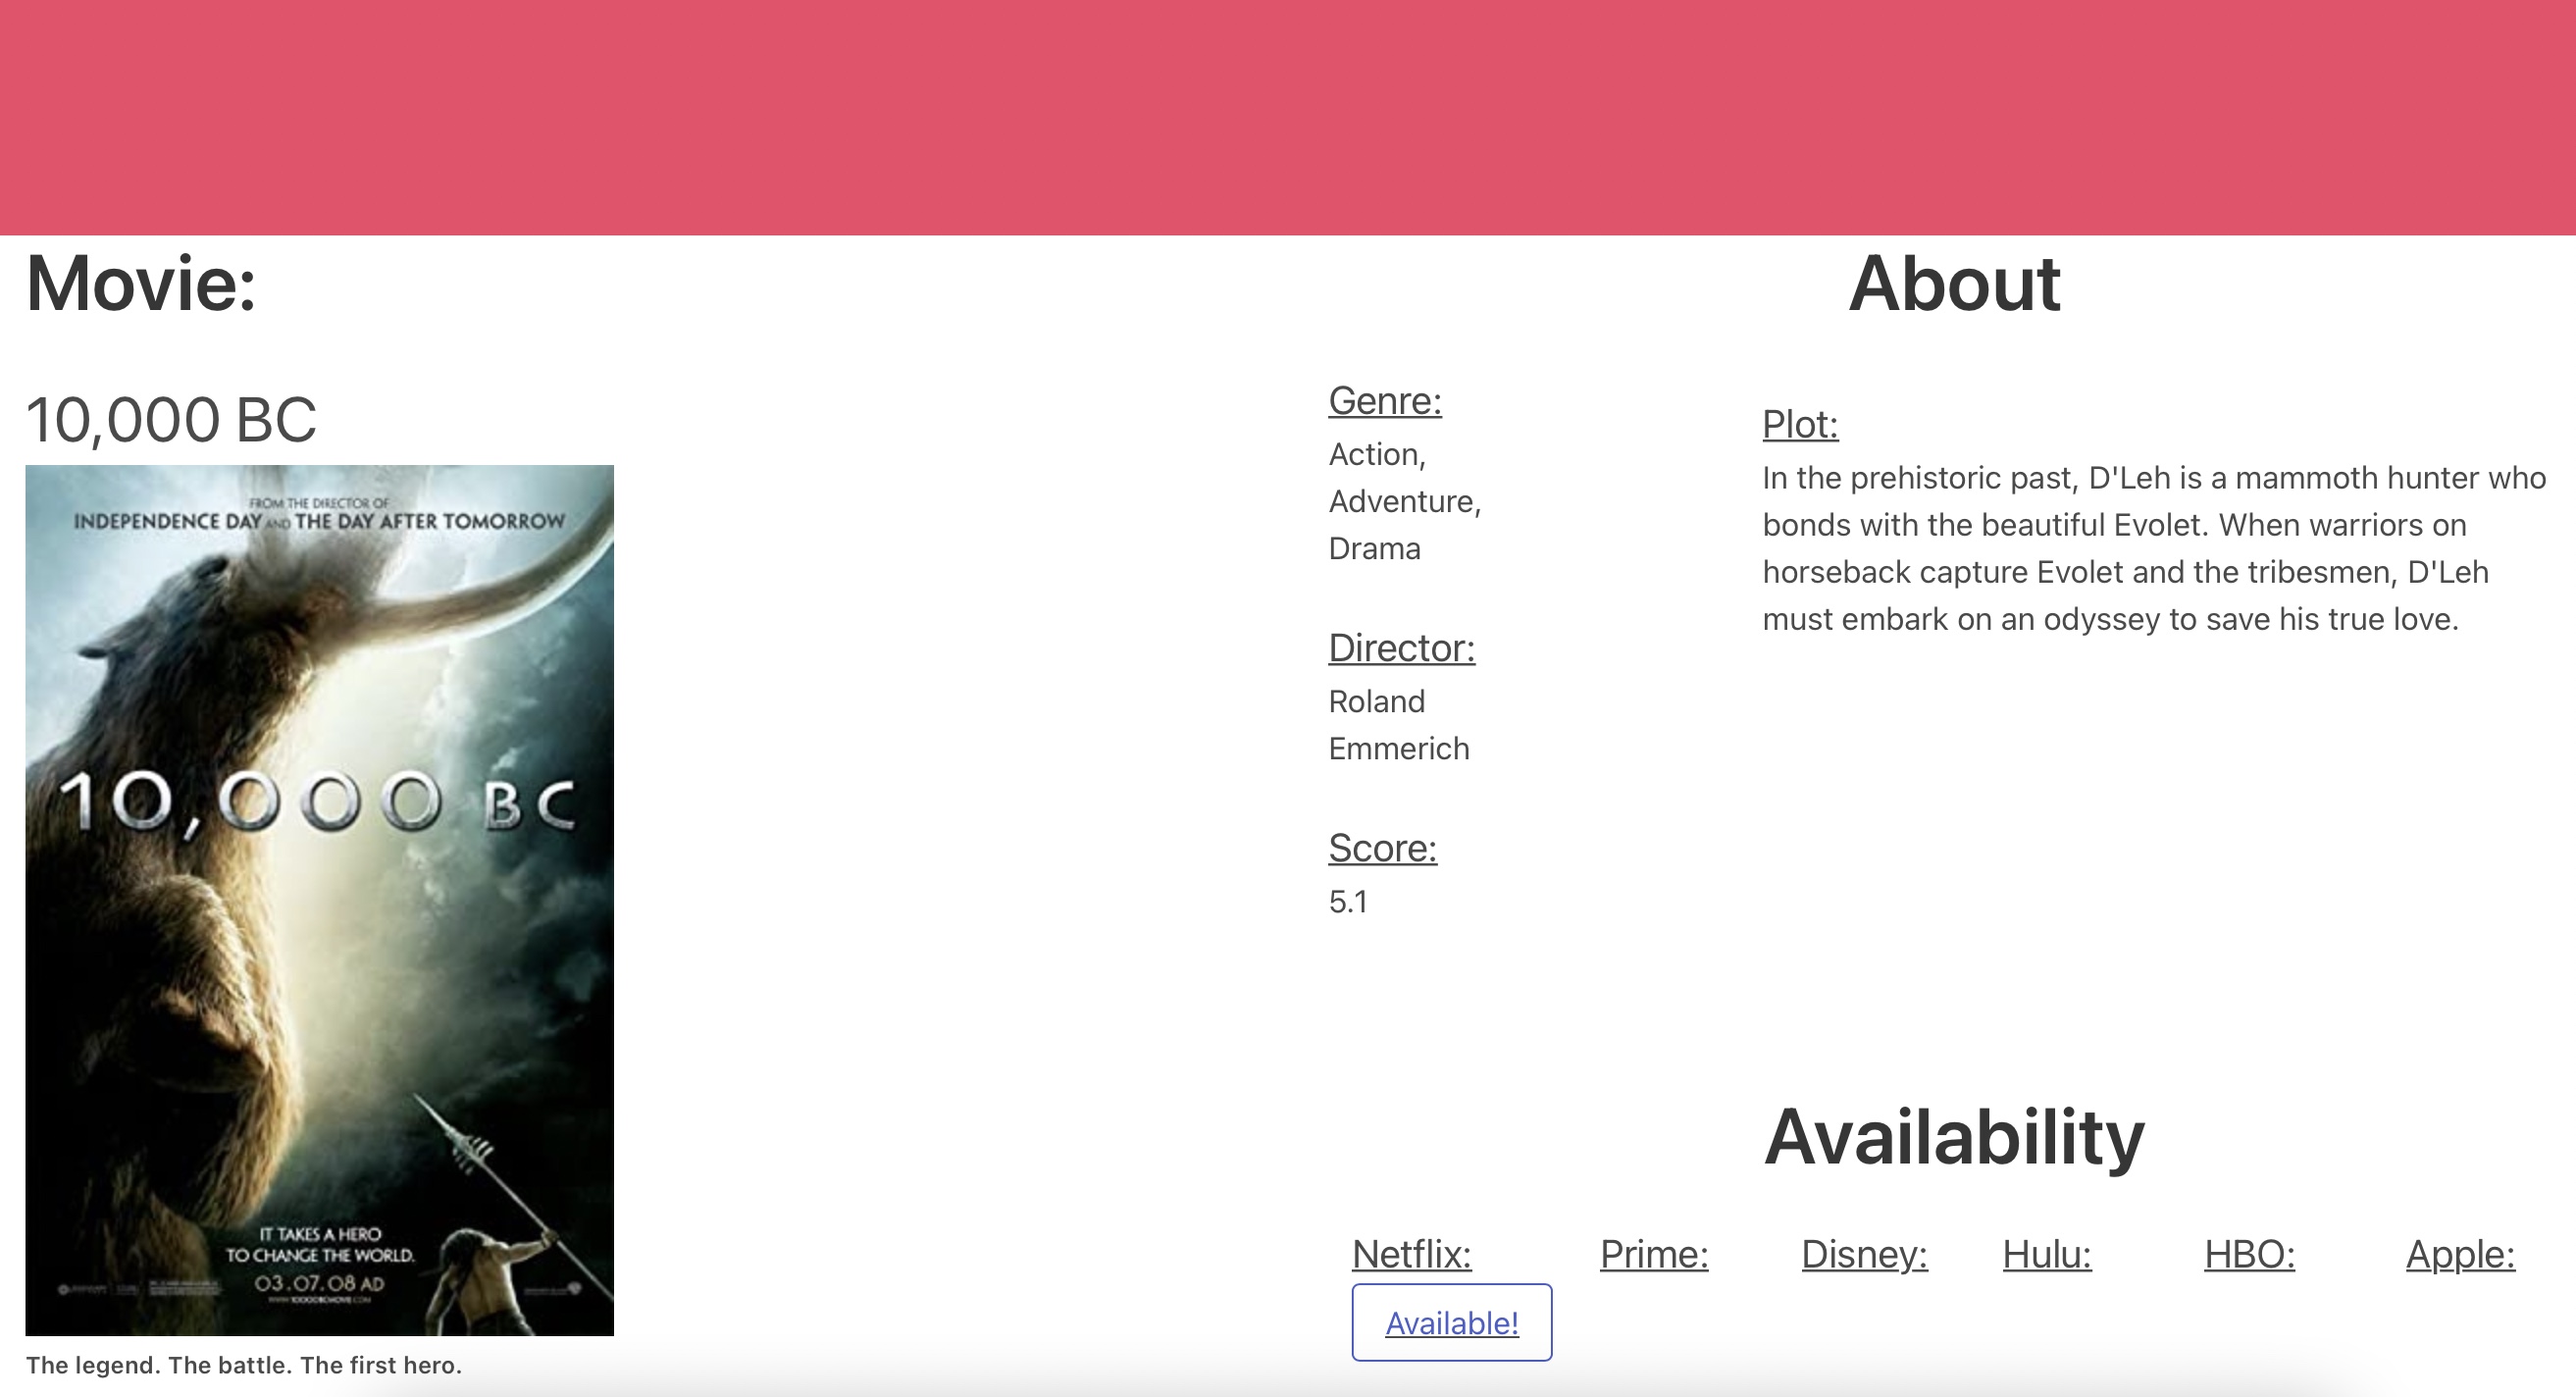 Movie:
About
10,000 BC
FROM THE DIRECTOR OF
INDEPENDENCE DAY AND THE DAY AFTER TOMORROW
10,000 BC
IT TAKES A HERO
TO CHANGE THE WORLD.
03.07.08 AD
The legend. The battle. The first hero.
Genre:
Action,
Adventure,
Drama
Director:
Roland
Emmerich
Score:
5.1
Plot:
In the prehistoric past, D'Leh is a mammoth hunter who
bonds with the beautiful Evolet. When warriors on
horseback capture Evolet and the tribesmen, D'Leh
must embark on an odyssey to save his true love.
Availability
Netflix: Prime: Disney: Hulu: HBO: Apple:
Available!